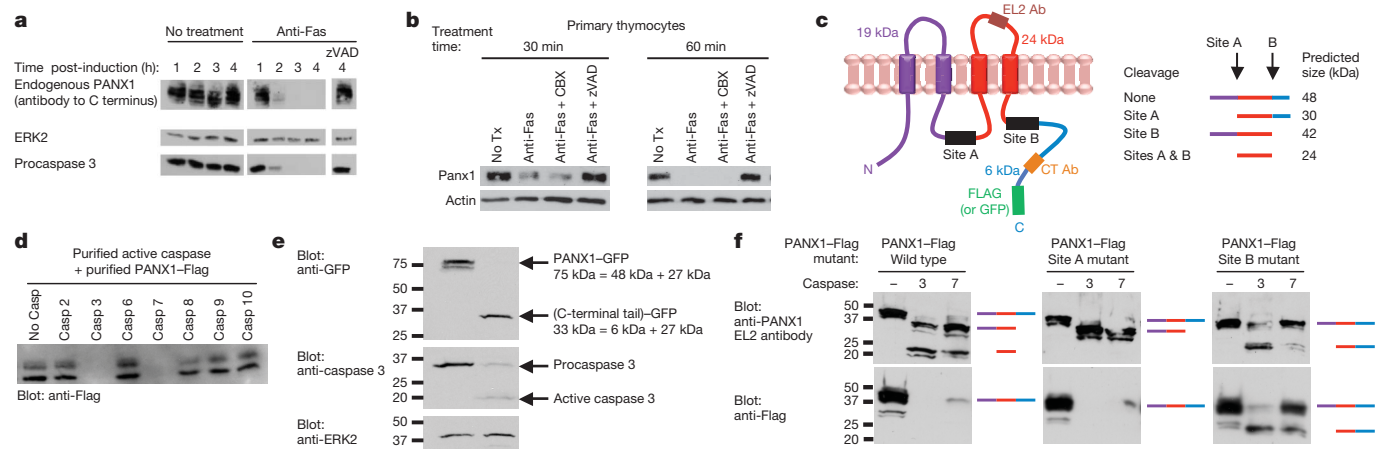 a
No treatment Anti-Fas
zVAD
Time post-induction (h): 1 2 3 4 1 2 3 4 4
Endogenous PANX1
(antibody to C terminus)
ERK2
Procaspase 3
b
Primary thymocytes
Treatment
time:
30 min 60 min
No Tx
Anti-Fas
Anti-Fas + CBX
Anti-Fas + zVAD
No Tx
Anti-Fas
Anti-Fas + CBX
Anti-Fas + zVAD
Panx1
Actin
c
EL2 Ab
19 kDa
24 kDa
Site A
Site B
N
6 kDa
CT Ab
FLAG
(or GFP)
C
Site A B
Cleavage
Predicted
size (kDa)
None 48
Site A 30
Site B 42
Sites A & B 24
d
Purified active caspase
+ purified PANX1–Flag
No Casp
Casp 2
Casp 3
Casp 6
Casp 7
Casp 8
Casp 9
Casp 10
Blot: anti-Flag
e
Blot:
anti-GFP
75
50
37
25
PANX1–GFP
75 kDa = 48 kDa + 27 kDa
(C-terminal tail)–GFP
33 kDa = 6 kDa + 27 kDa
Blot:
anti-caspase 3
37
25
20
Procaspase 3
Active caspase 3
Blot:
anti-ERK2
50
37
f
PANX1–Flag
mutant:
PANX1–Flag
Wild type
PANX1–Flag
Site A mutant
PANX1–Flag
Site B mutant
Caspase: – 3 7 – 3 7 – 3 7
Blot:
anti-PANX1
EL2 antibody
50
37
25
20
Blot:
anti-Flag
50
37
25
20